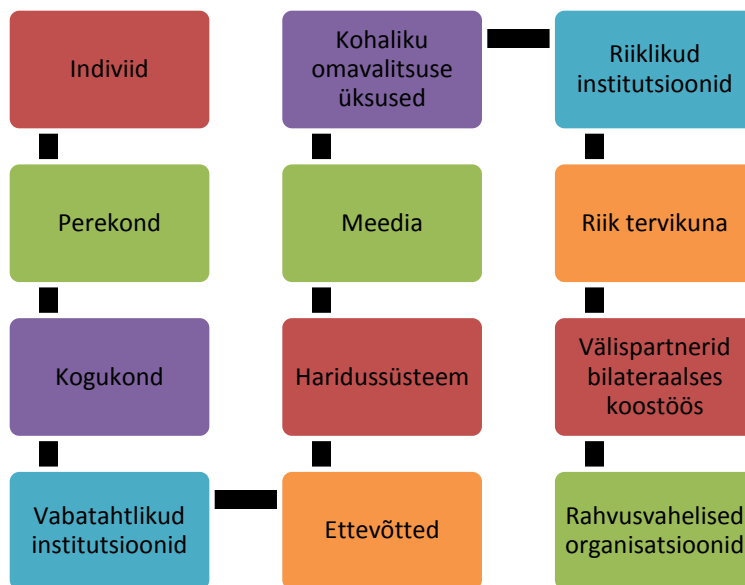 Indiviid
Perekond
Kogukond
Vabatahtlikud
institutsioonid
Ettevõtted
Haridussüsteem
Meedia
Kohaliku
omavalitsuse
üksused
Riiklikud
institutsioonid
Riik tervikuna
Välispartnerid
bilateraalses
koostöös
Rahvusvahelised
organisatsioonid